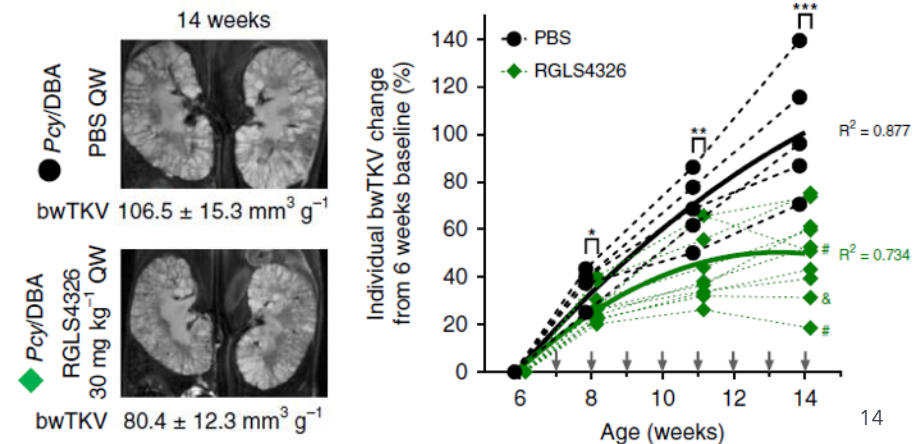 14 weeks
Pcy/DBA
PBS QW
bwTKV 106.5 ± 15.3 mm³ g⁻¹
Pcy/DBA
RGLS4326
30 mg kg⁻¹ QW
bwTKV 80.4 ± 12.3 mm³ g⁻¹
Individual bwTKV change
from 6 weeks baseline (%)
140
120
100
80
60
40
20
0
PBS
RGLS4326
*
**
***
R² = 0.877
R² = 0.734
#
&
#
6 8 10 12 14
Age (weeks)
14